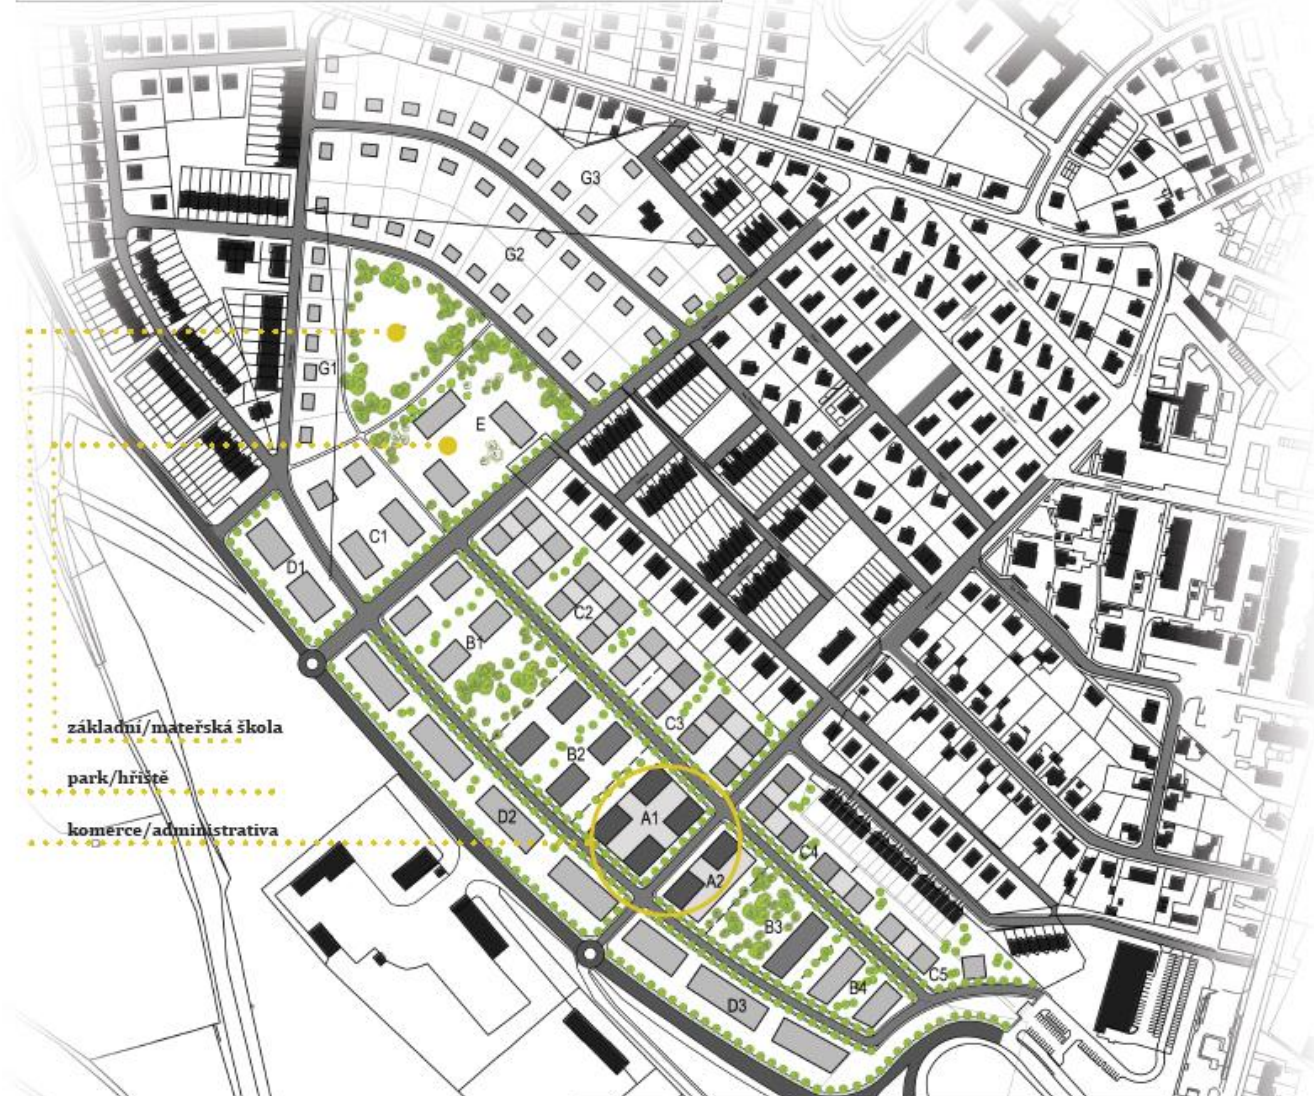 G3
G2
G1
E
C1
D1
C2
B1
C3
B2
základní/mateřská škola
park/hřiště
komerce/administrativa
D2
A1
C4
A2
B3
C5
B4
D3